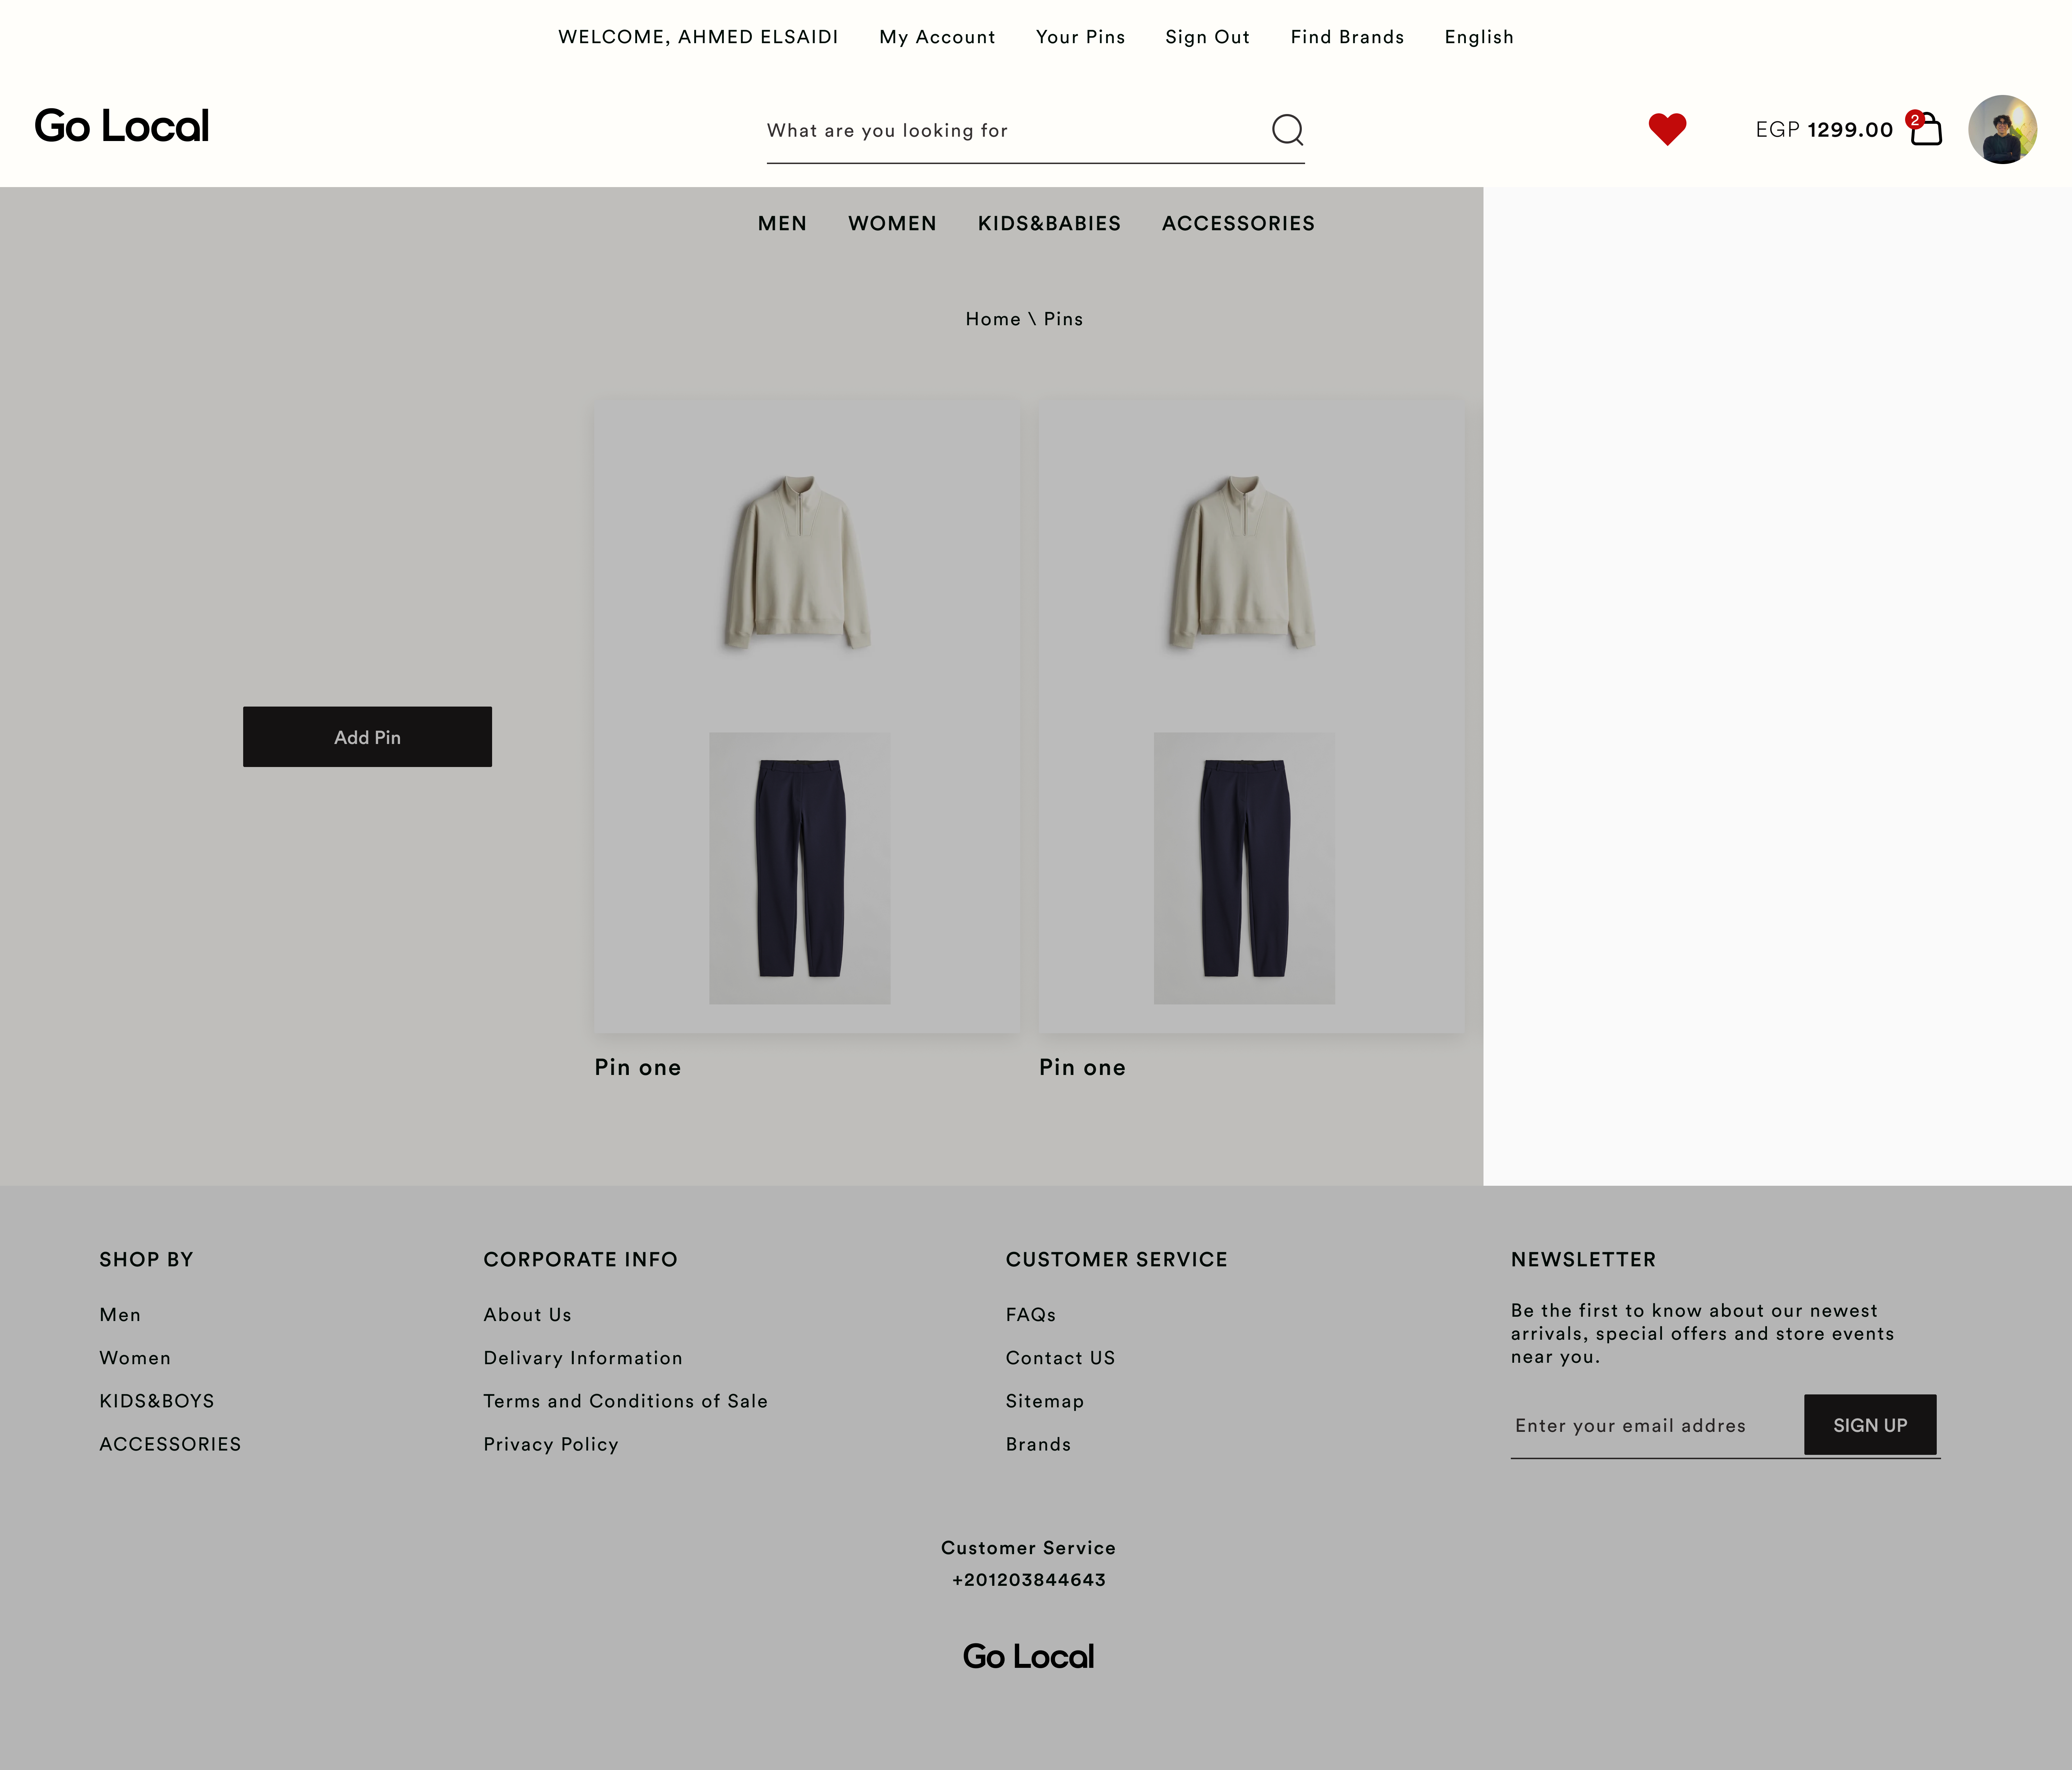 WELCOME, AHMED ELSAIDI My Account Your Pins Sign Out Find Brands English
Go Local
What are you looking for
EGP 1299.00
2
MEN WOMEN KIDS&BABIES ACCESSORIES
Home \ Pins
Add Pin
Pin one
Pin one
SHOP BY
Men
Women
KIDS&BOYS
ACCESSORIES
CORPORATE INFO
About Us
Delivary Information
Terms and Conditions of Sale
Privacy Policy
CUSTOMER SERVICE
FAQs
Contact US
Sitemap
Brands
NEWSLETTER
Be the first to know about our newest
arrivals, special offers and store events
near you.
Enter your email addres
SIGN UP
Customer Service
+201203844643
Go Local